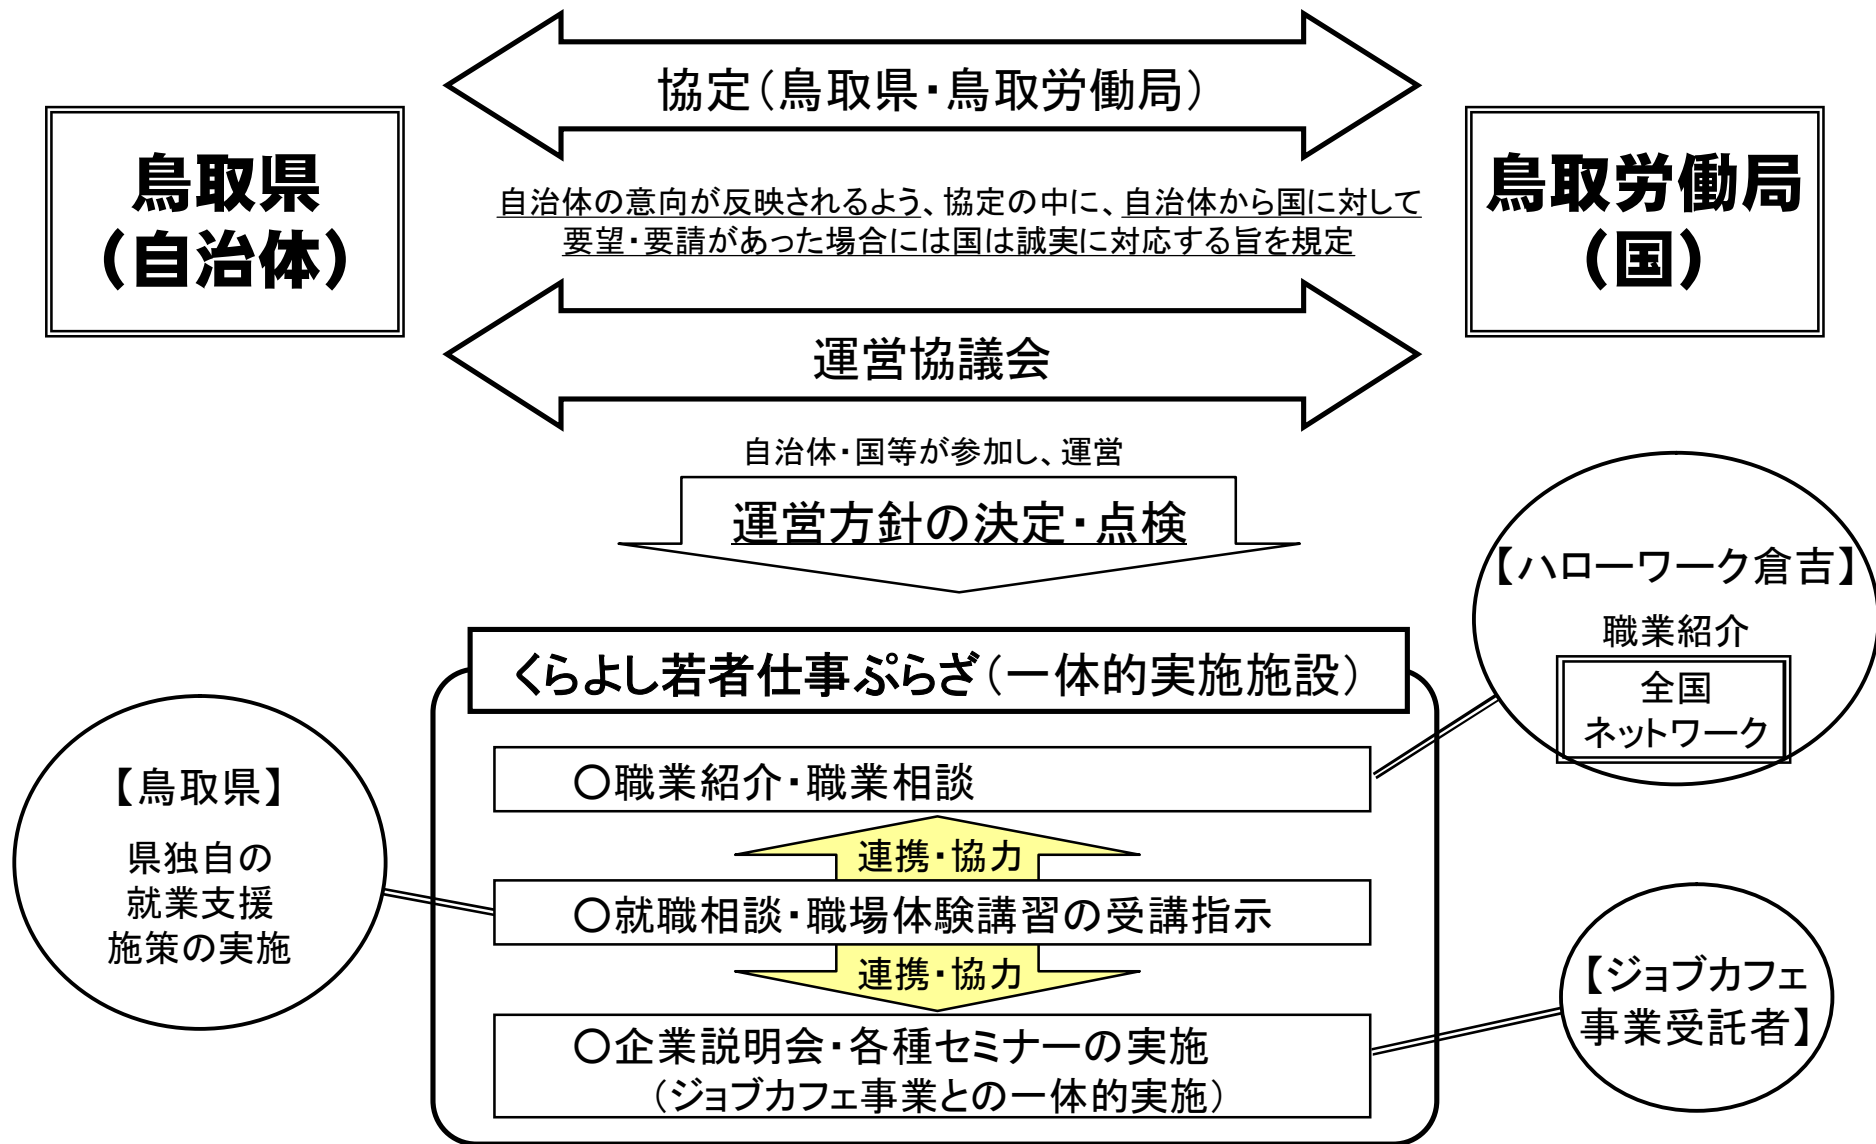 協定(鳥取県・鳥取労働局)
鳥取県
(自治体)
鳥取労働局
(国)
自治体の意向が反映されるよう、協定の中に、自治体から国に対して
要望・要請があった場合には国は誠実に対応する旨を規定
運営協議会
自治体・国等が参加し、運営
運営方針の決定・点検
【ハローワーク倉吉】
職業紹介
全国
ネットワーク
くらよし若者仕事ぷらざ(一体的実施施設)
○職業紹介・職業相談
連携・協力
【鳥取県】
県独自の
就業支援
施策の実施
○就職相談・職場体験講習の受講指示
連携・協力
○企業説明会・各種セミナーの実施
(ジョブカフェ事業との一体的実施)
【ジョブカフェ
事業受託者】